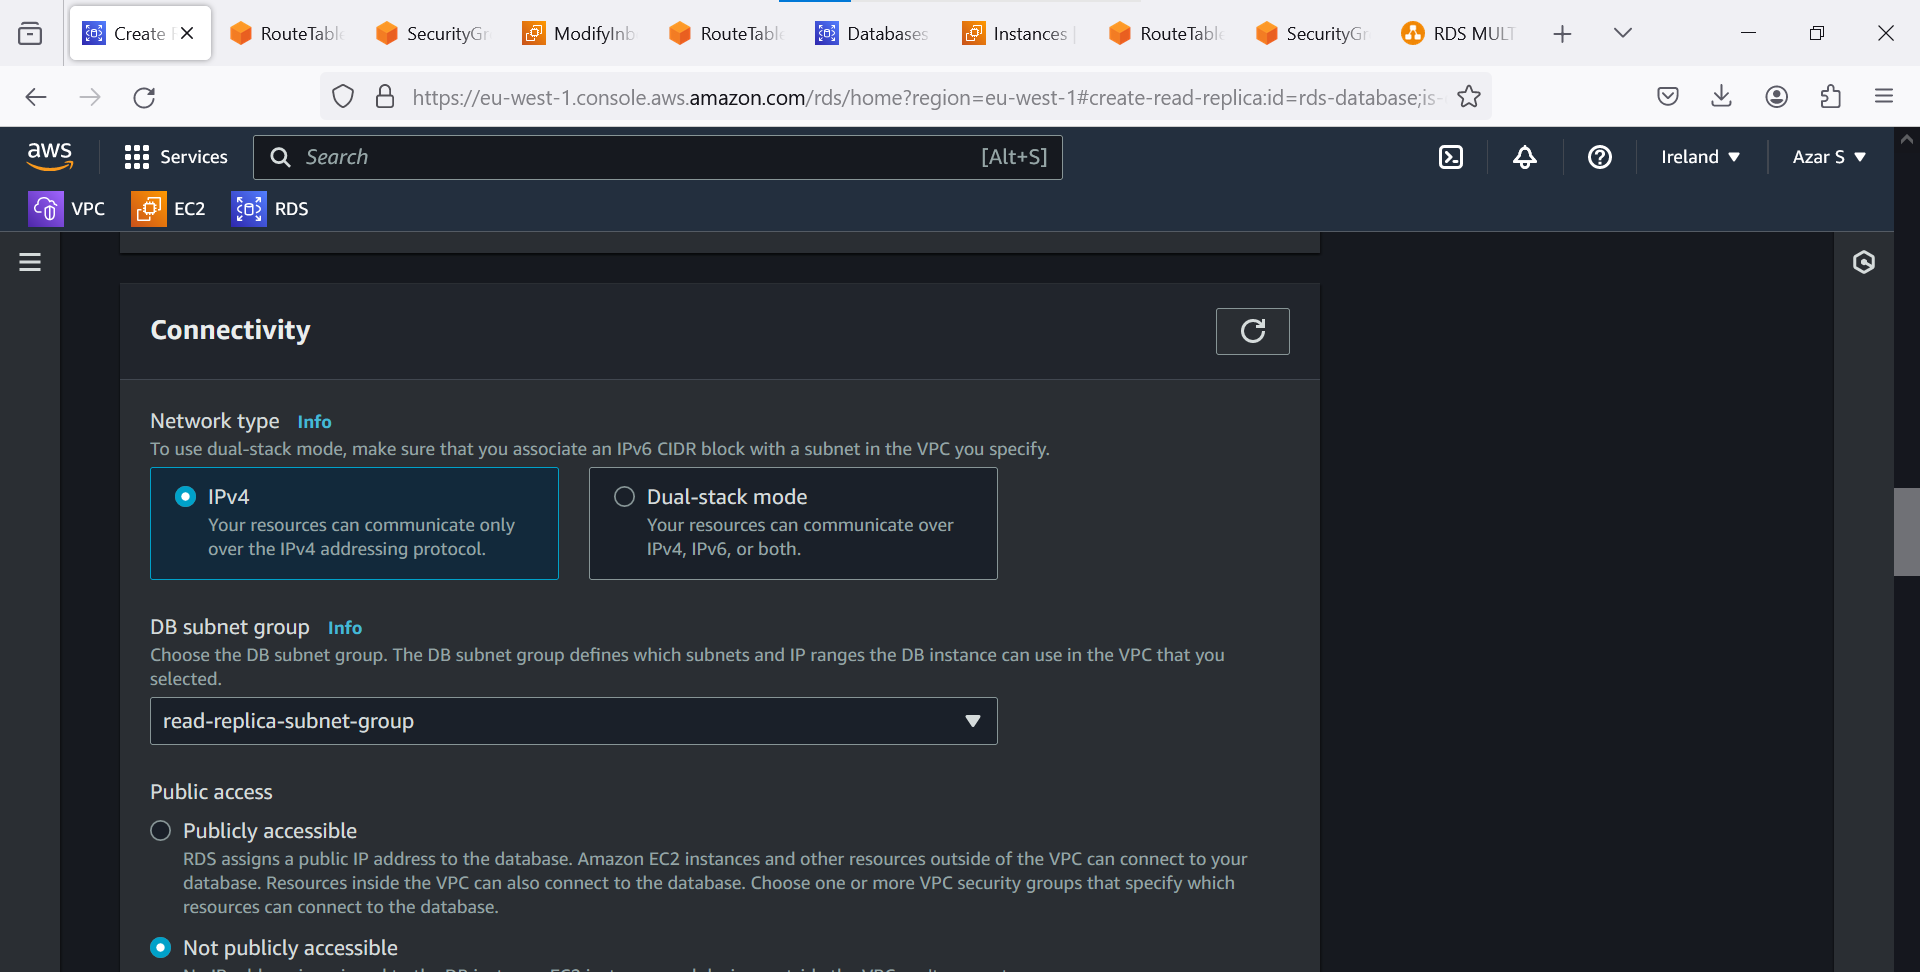 Create
RouteTabl
SecurityGr
ModifyInb
RouteTabl
Databases
Instances
RouteTabl
SecurityGr
RDS MULT
https://eu-west-1.console.aws.amazon.com/rds/home?region=eu-west-1#create-read-replica:id=rds-database;is-
aws
Services
Search
[Alt+S]
Ireland
Azar S
VPC
EC2
RDS
Connectivity
Network type Info
To use dual-stack mode, make sure that you associate an IPv6 CIDR block with a subnet in the VPC you specify.
IPv4
Your resources can communicate only
over the IPv4 addressing protocol.
Dual-stack mode
Your resources can communicate over
IPv4, IPv6, or both.
DB subnet group Info
Choose the DB subnet group. The DB subnet group defines which subnets and IP ranges the DB instance can use in the VPC that you
selected.
read-replica-subnet-group
Public access
Publicly accessible
RDS assigns a public IP address to the database. Amazon EC2 instances and other resources outside of the VPC can connect to your
database. Resources inside the VPC can also connect to the database. Choose one or more VPC security groups that specify which
resources can connect to the database.
Not publicly accessible